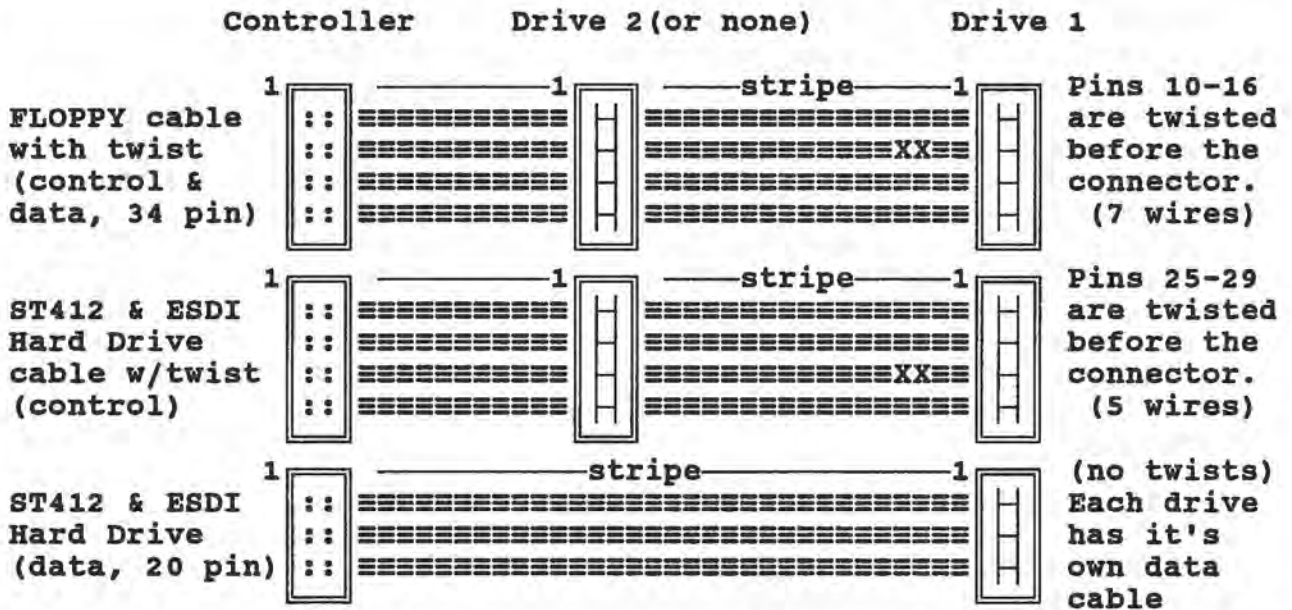 Controller Drive 2(or none) Drive 1
1 1 stripe 1 Pins 10-16
FLOPPY cable :: are twisted
with twist :: XX before the
(control & :: connector.
data, 34 pin) :: (7 wires)
1 1 stripe 1 Pins 25-29
ST412 & ESDI :: are twisted
Hard Drive :: before the
cable w/twist :: XX connector.
(control) :: (5 wires)
1 stripe 1 (no twists)
ST412 & ESDI :: Each drive
Hard Drive :: has it's
(data, 20 pin) :: own data
cable